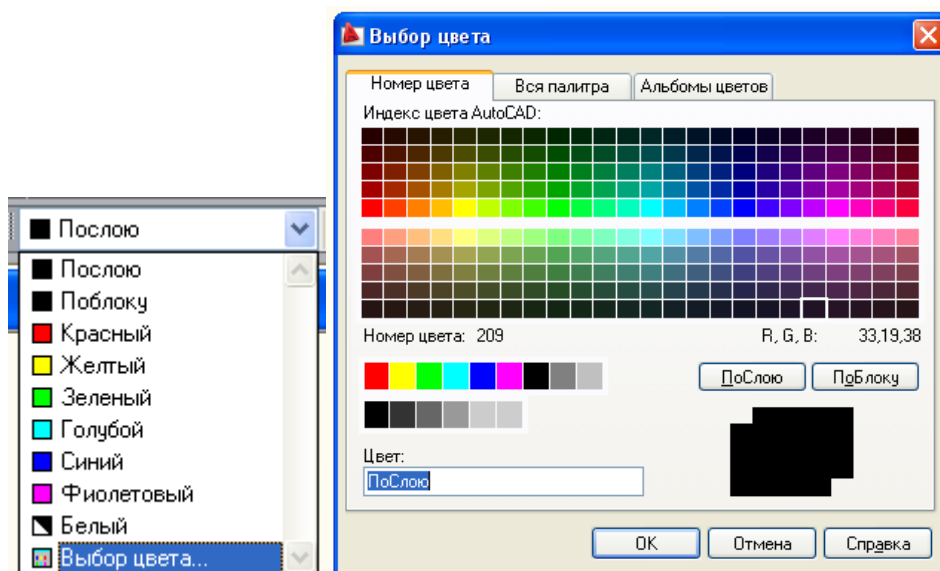 Послою
Послою
Поблоку
Красный
Желтый
Зеленый
Голубой
Синий
Фиолетовый
Белый
Выбор цвета...
Выбор цвета
Номер цвета
Вся палитра
Альбомы цветов
Индекс цвета AutoCAD:
Номер цвета: 209
R, G, B: 33,19,38
ПоСлою
ПоБлоку
Цвет:
ПоСлою
OK
Отмена
Справка